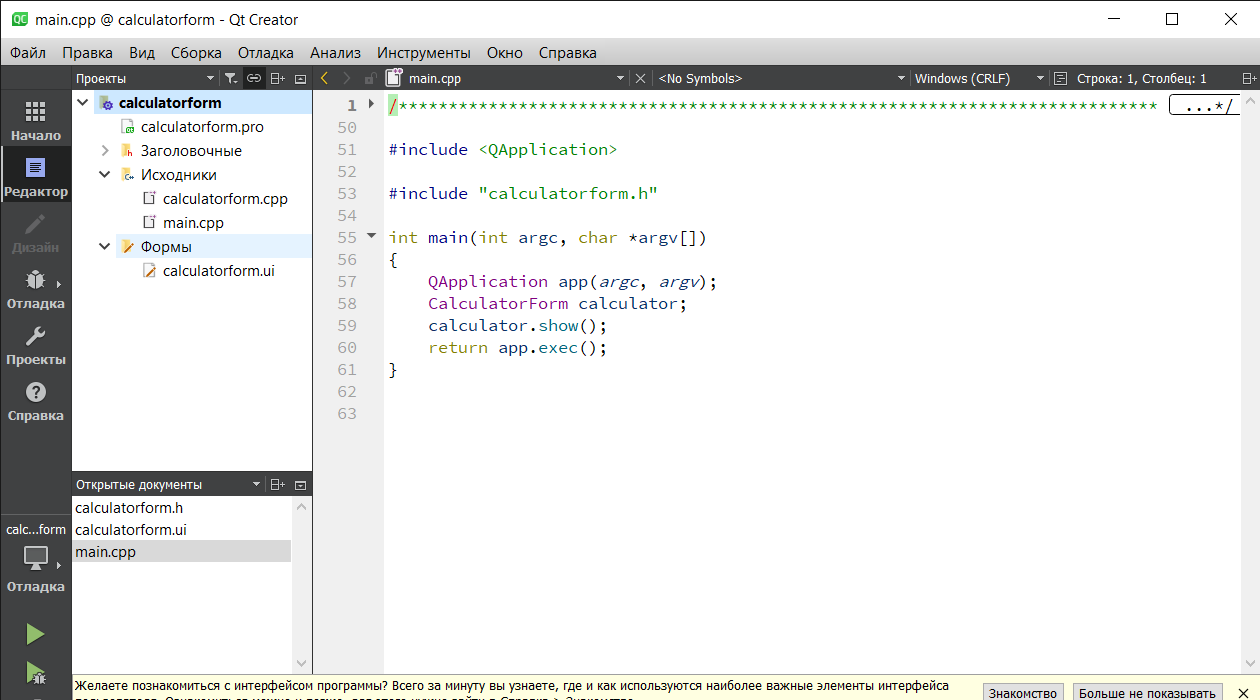 QC main.cpp @ calculatorform - Qt Creator
Файл Правка Вид Сборка Отладка Анализ Инструменты Окно Справка
Проекты
main.cpp <No Symbols> Windows (CRLF) Строка: 1, Столбец: 1
Начало
Редактор
Дизайн
Отладка
Проекты
Справка
calc...form
Отладка
calculatorform
calculatorform.pro
Заголовочные
Исходники
calculatorform.cpp
main.cpp
Формы
calculatorform.ui
Открытые документы
calculatorform.h
calculatorform.ui
main.cpp
1 /**************************************************************************** ...*/
50
51 #include <QApplication>
52
53 #include "calculatorform.h"
54
55 int main(int argc, char *argv[])
56 {
57     QApplication app(argc, argv);
58     CalculatorForm calculator;
59     calculator.show();
60     return app.exec();
61 }
62
63
Желаете познакомиться с интерфейсом программы? Всего за минуту вы узнаете, где и как используются наиболее важные элементы интерфейса
Знакомство Больше не показывать